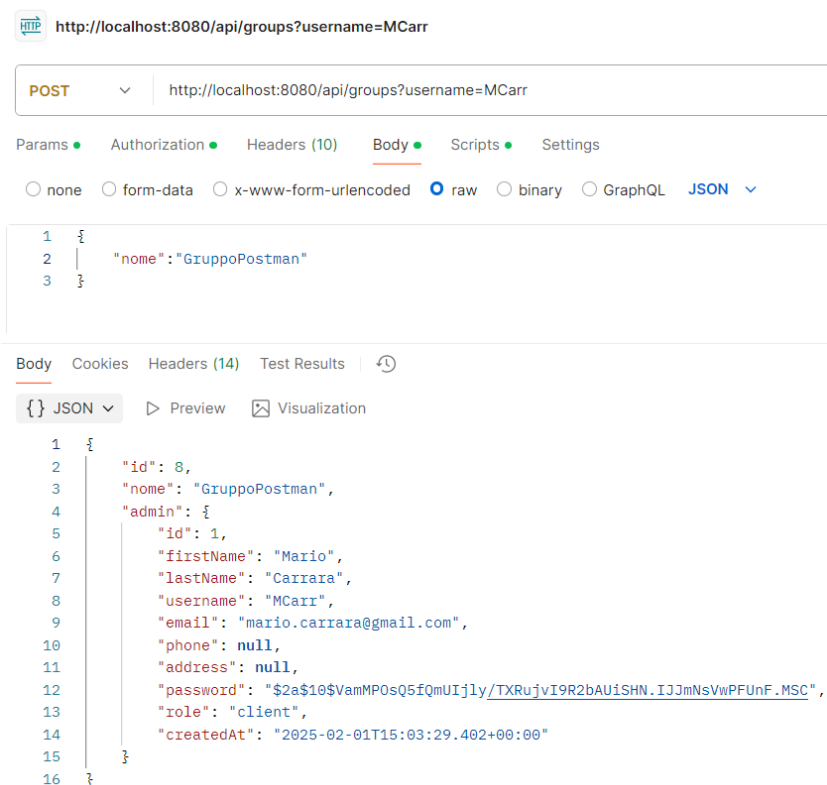 HTTP http://localhost:8080/api/groups?username=MCarr
POST http://localhost:8080/api/groups?username=MCarr
Params Authorization Headers (10) Body Scripts Settings
none form-data x-www-form-urlencoded raw binary GraphQL JSON
1 {
2 "nome":"GruppoPostman"
3 }
Body Cookies Headers (14) Test Results
{} JSON Preview Visualization
1 {
2 "id": 8,
3 "nome": "GruppoPostman",
4 "admin": {
5 "id": 1,
6 "firstName": "Mario",
7 "lastName": "Carrara",
8 "username": "MCarr",
9 "email": "mario.carrara@gmail.com",
10 "phone": null,
11 "address": null,
12 "password": "$2a$10$VamMPOsQ5fQmUIjly/TXRujvI9R2bAUiSHN.IJJmNsVwPFUnF.MSC",
13 "role": "client",
14 "createdAt": "2025-02-01T15:03:29.402+00:00"
15 }
16 }